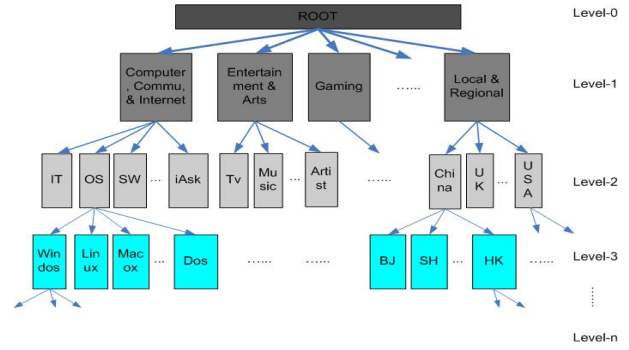 ROOT
Level-0
Computer
, Commu,
& Internet
Entertain
ment &
Arts
Gaming
......
Local &
Regional
Level-1
IT
OS
SW
...
iAsk
Tv
Mu
sic
...
Arti
st
......
Chi
na
U
K
...
U
S
A
Level-2
Win
dos
Lin
ux
Mac
ox
...
Dos
......
......
BJ
SH
...
HK
......
Level-3
......
Level-n